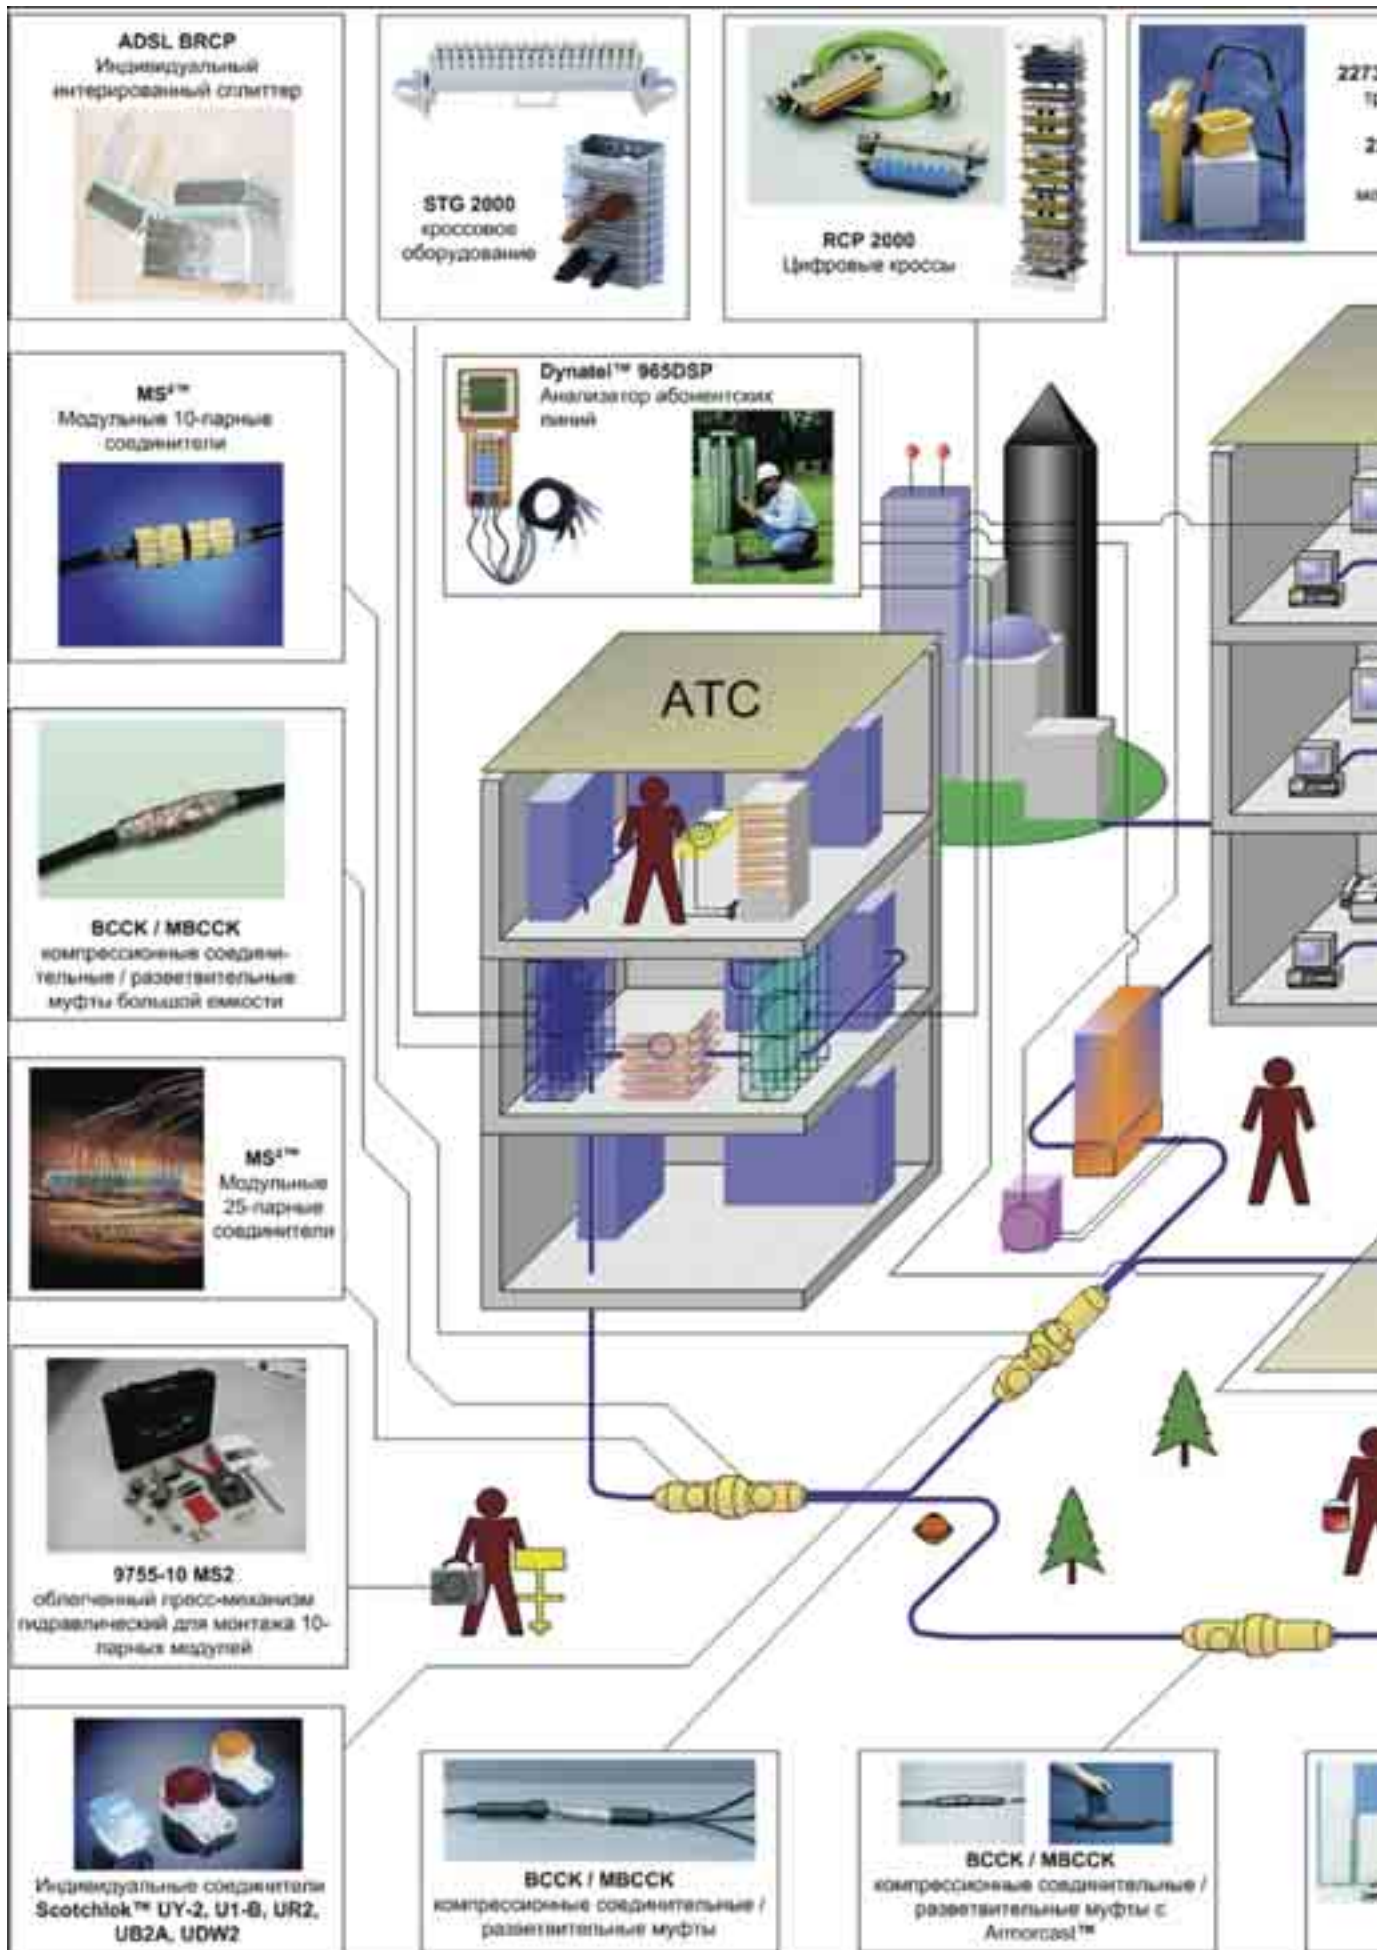 ADSL BRCP
Индивидуальный
интерированный сплиттер
STG 2000
кроссовое
оборудование
RCP 2000
Цифровые кроссы
2273
MS²™
Модульные 10-парные
соединители
Dynatel™ 965DSP
Анализатор абонентских
линий
АТС
BCCK / MBCCK
компрессионные соедини-
тельные / разветвительные
муфты большой емкости
MS²™
Модульные
25-парные
соединители
9755-10 MS2
облегченный пресс-механизм
гидравлический для монтажа 10-
парных модулей
Индивидуальные соединители
Scotchlok™ UY-2, U1-B, UR2,
UB2A, UDW2
BCCK / MBCCK
компрессионные соединительные /
разветвительные муфты
BCCK / MBCCK
компрессионные соединительные /
разветвительные муфты с
Armorcast™